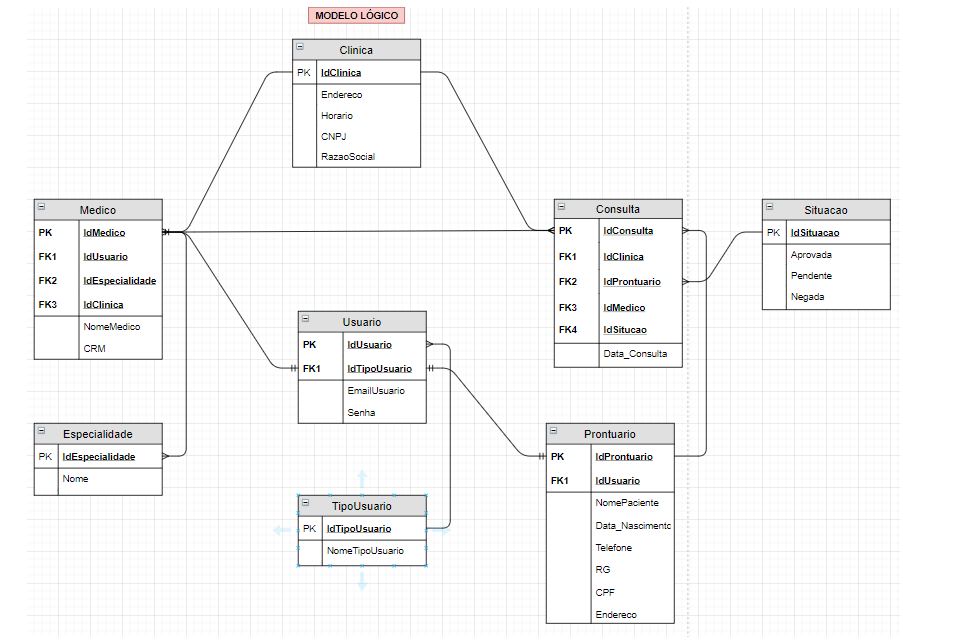 MODELO LÓGICO
Clinica
PK IdClinica
Endereco
Horario
CNPJ
RazaoSocial
Medico
PK IdMedico
FK1 IdUsuario
FK2 IdEspecialidade
FK3 IdClinica
NomeMedico
CRM
Consulta
PK IdConsulta
FK1 IdClinica
FK2 IdProntuario
FK3 IdMedico
FK4 IdSitucao
Data_Consulta
Situacao
PK IdSituacao
Aprovada
Pendente
Negada
Usuario
PK IdUsuario
FK1 IdTipoUsuario
EmailUsuario
Senha
Especialidade
PK IdEspecialidade
Nome
Prontuario
PK IdProntuario
FK1 IdUsuario
NomePaciente
Data_Nascimento
Telefone
RG
CPF
Endereco
TipoUsuario
PK IdTipoUsuario
NomeTipoUsuario